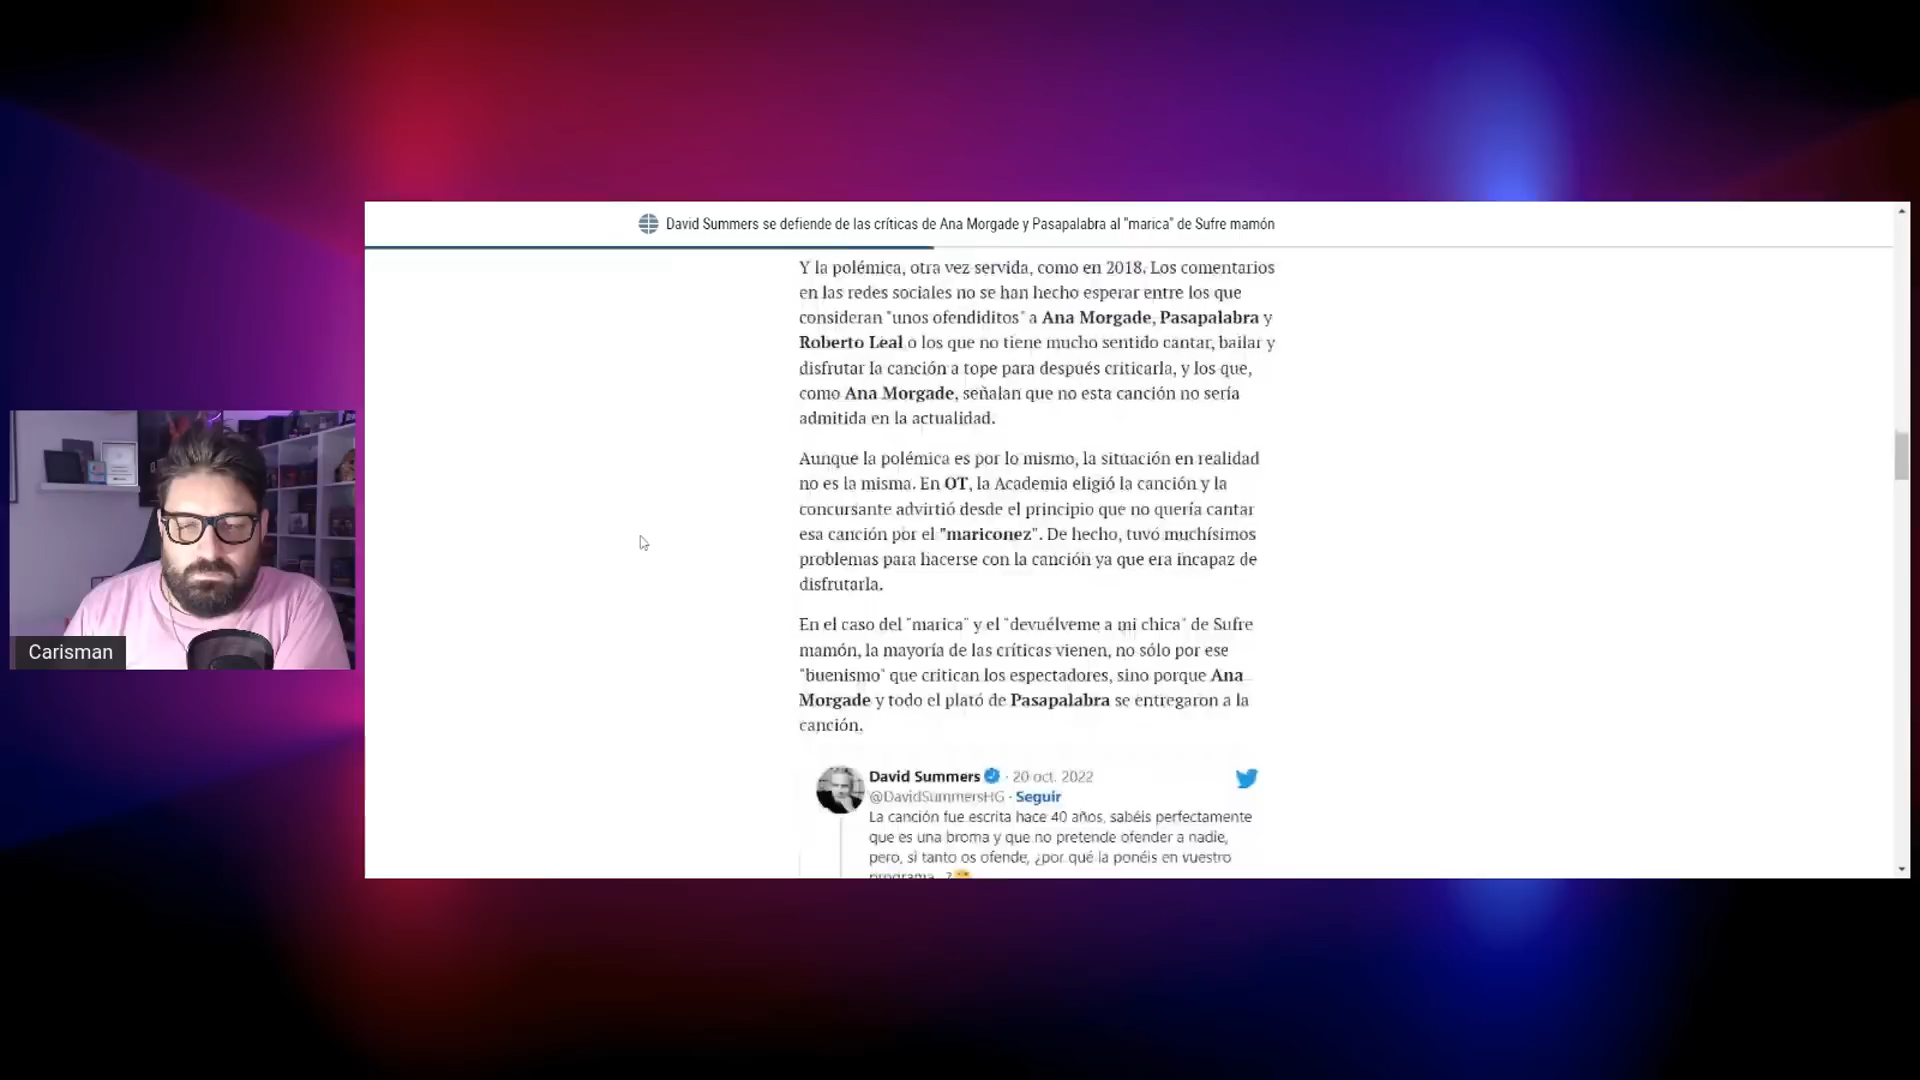 David Summers se defiende de las críticas de Ana Morgade y Pasapalabra al "marica" de Sufre mamón
Y la polémica, otra vez servida, como en 2018. Los comentarios
en las redes sociales no se han hecho esperar entre los que
consideran "unos ofendiditos" a Ana Morgade, Pasapalabra y
Roberto Leal o los que no tiene mucho sentido cantar, bailar y
disfrutar la canción a tope para después criticarla, y los que,
como Ana Morgade, señalan que no esta canción no sería
admitida en la actualidad.
Aunque la polémica es por lo mismo, la situación en realidad
no es la misma. En OT, la Academia eligió la canción y la
concursante advirtió desde el principio que no quería cantar
esa canción por el "mariconez". De hecho, tuvo muchísimos
problemas para hacerse con la canción ya que era incapaz de
disfrutarla.
En el caso del "marica" y el "devuélveme a mi chica" de Sufre
mamón, la mayoría de las críticas vienen, no sólo por ese
"buenismo" que critican los espectadores, sino porque Ana
Morgade y todo el plató de Pasapalabra se entregaron a la
canción.
David Summers · 20 oct. 2022
@DavidSummersHG · Seguir
La canción fue escrita hace 40 años, sabéis perfectamente
que es una broma y que no pretende ofender a nadie,
pero, si tanto os ofende, ¿por qué la ponéis en vuestro
programa...?
Carisman